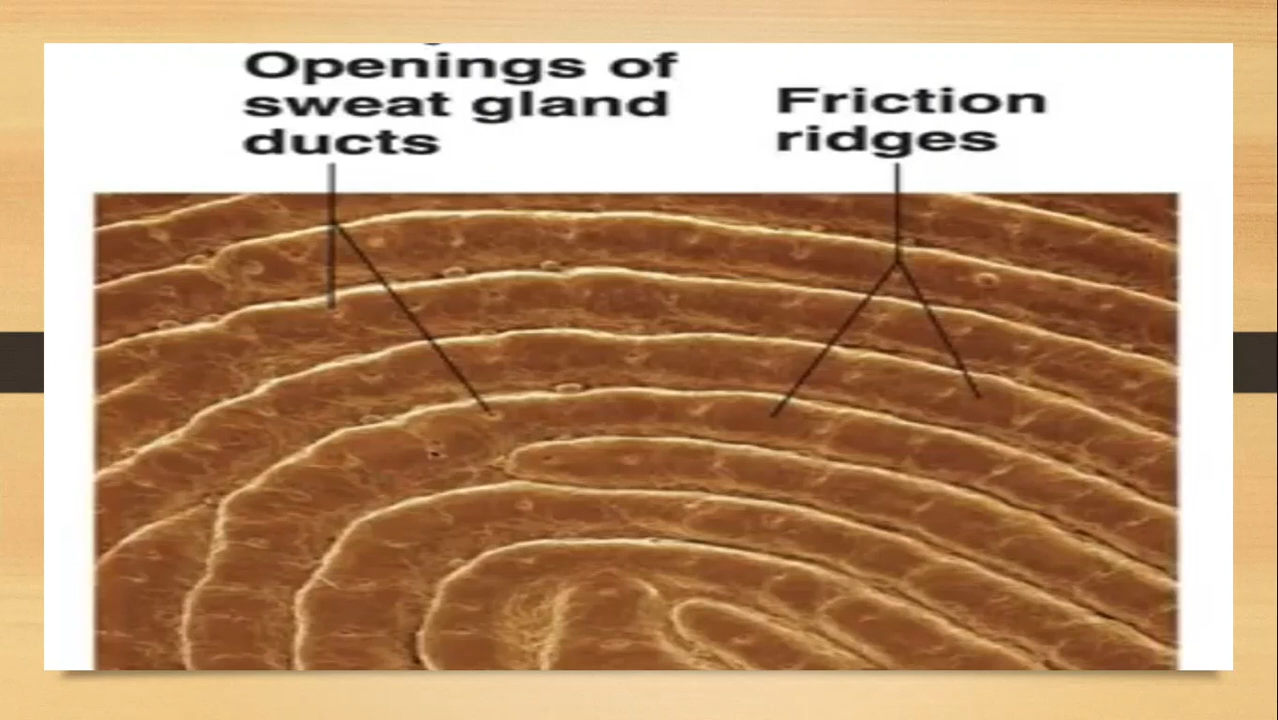 Openings of
sweat gland
ducts
Friction
ridges